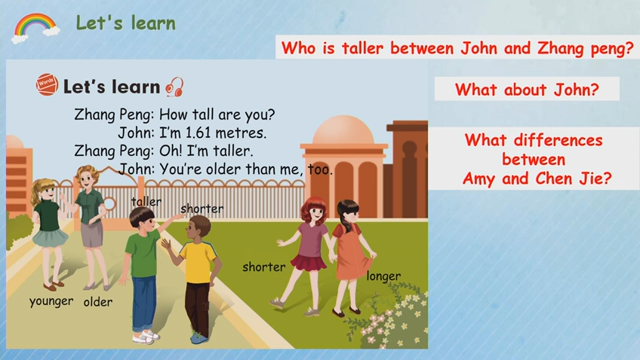 Let's learn
Who is taller between John and Zhang peng?
What about John?
What differences
between
Amy and Chen Jie?
Words
Let's learn
Zhang Peng: How tall are you?
John: I'm 1.61 metres.
Zhang Peng: Oh! I'm taller.
John: You're older than me, too.
taller
shorter
shorter
longer
younger
older